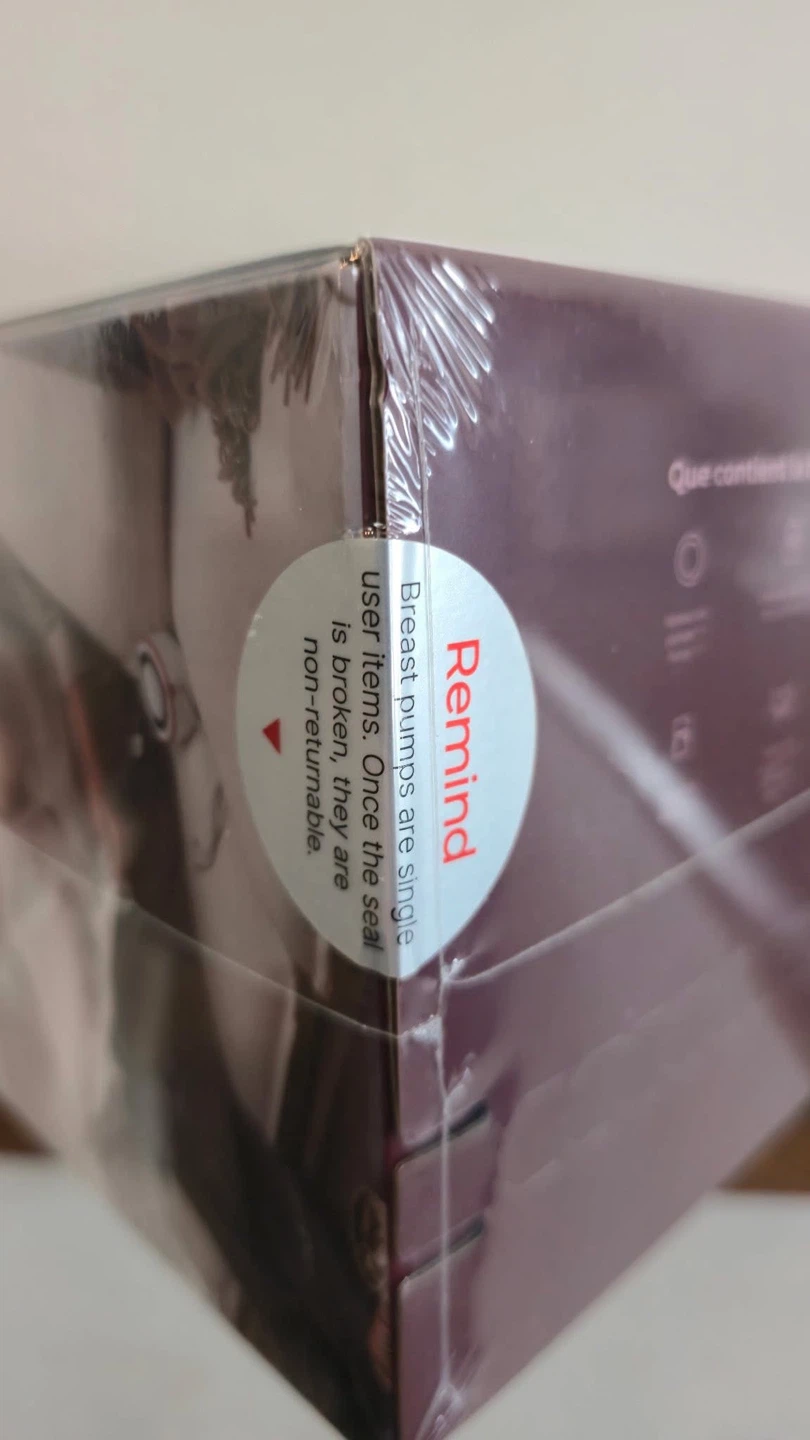 Remind
Breast pumps are single
user items. Once the seal
is broken, they are
non-returnable.
Que contient